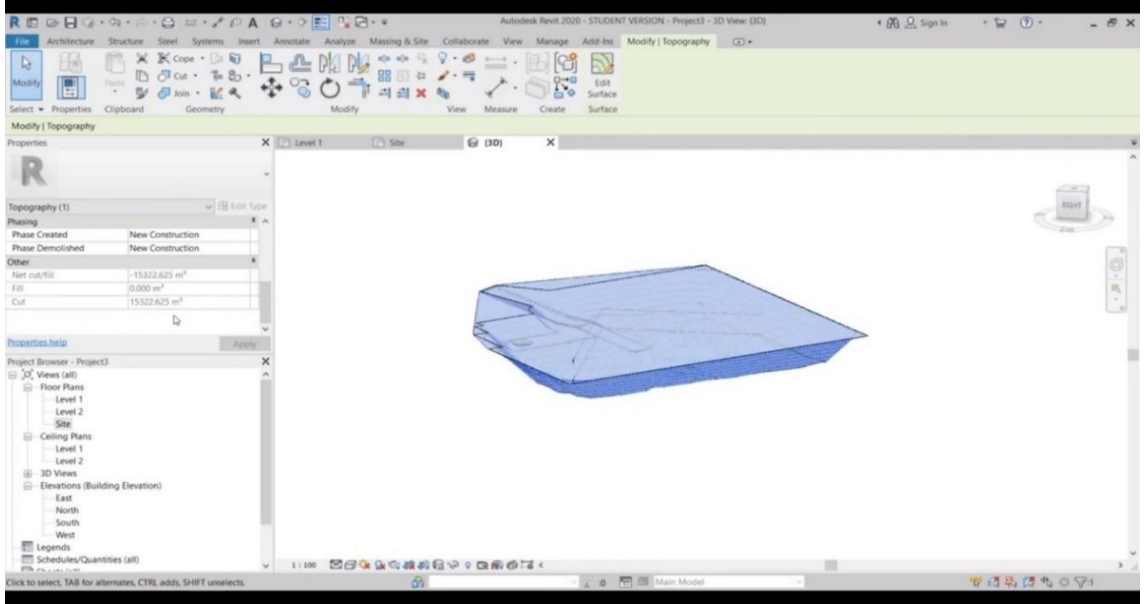 Autodesk Revit 2020 - STUDENT VERSION - Project3 - 3D View: {3D}
Sign In
File Architecture Structure Steel Systems Insert Annotate Analyze Massing & Site Collaborate View Manage Add-Ins Modify | Topography
Modify
Paste
Cope
Cut
Join
Edit
Surface
Select Properties Clipboard Geometry Modify View Measure Create Surface
Modify | Topography
Properties
Level 1 Site {3D}
R
Topography (1) Edit Type
Phasing
Phase Created New Construction
Phase Demolished New Construction
Other
Net cut/fill -15322.625 m³
Fill 0.000 m³
Cut 15322.625 m³
Properties help Apply
RIGHT
Project Browser - Project3
Views (all)
Floor Plans
Level 1
Level 2
Site
Ceiling Plans
Level 1
Level 2
3D Views
Elevations (Building Elevation)
East
North
South
West
Legends
Schedules/Quantities (all)
1 : 100
Click to select, TAB for alternates, CTRL adds, SHIFT unselects.
:0 Main Model
:1